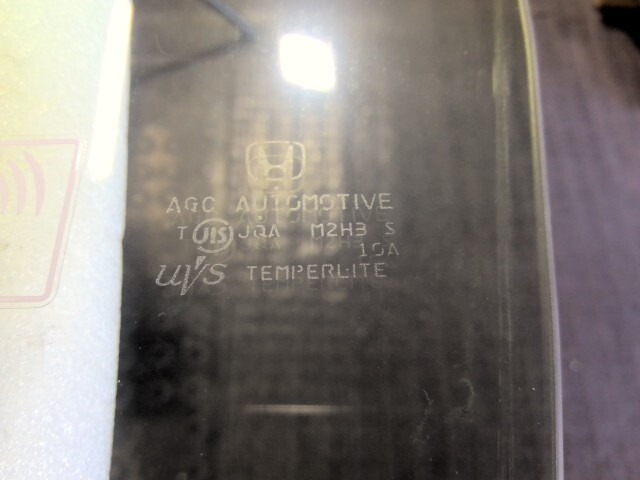 AGC AUTOMOTIVE
T JIS JQA M2H3 S
10A
UVS TEMPERLITE